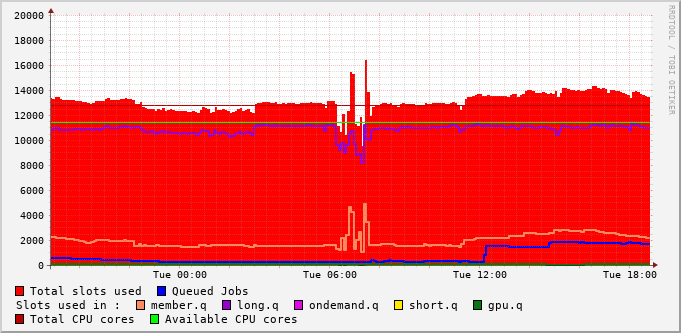 20000
18000
16000
14000
12000
10000
8000
6000
4000
2000
0
Tue 00:00 Tue 06:00 Tue 12:00 Tue 18:00
RRDTOOL / TOBI OETIKER
Total slots used Queued Jobs
Slots used in : member.q long.q ondemand.q short.q gpu.q
Total CPU cores Available CPU cores